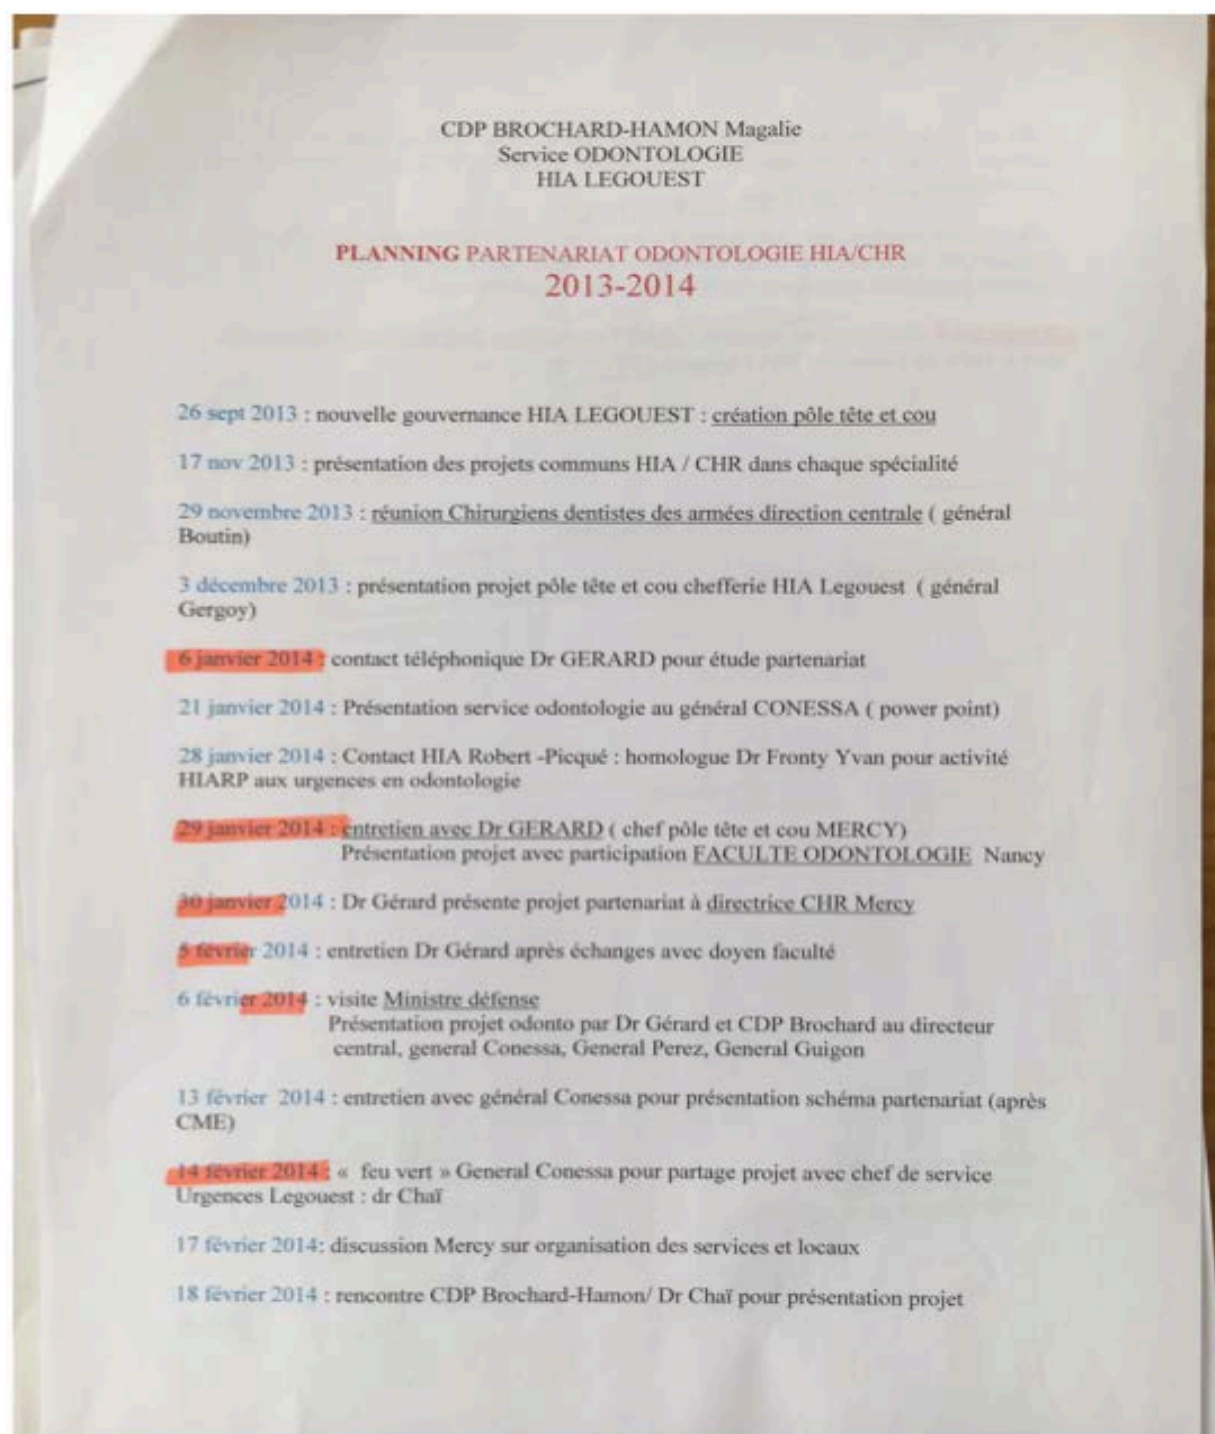 CDP BROCHARD-HAMON Magalie
Service ODONTOLOGIE
HIA LEGOUEST
PLANNING PARTENARIAT ODONTOLOGIE HIA/CHR
2013-2014
26 sept 2013 : nouvelle gouvernance HIA LEGOUEST : création pôle tête et cou
17 nov 2013 : présentation des projets communs HIA / CHR dans chaque spécialité
29 novembre 2013 : réunion Chirurgiens dentistes des armées direction centrale ( général
Boutin)
3 décembre 2013 : présentation projet pôle tête et cou chefferie HIA Legouest ( général
Gergoy)
6 janvier 2014 : contact téléphonique Dr GERARD pour étude partenariat
21 janvier 2014 : Présentation service odontologie au général CONESSA ( power point)
28 janvier 2014 : Contact HIA Robert -Picqué : homologue Dr Fronty Yvan pour activité
HIARP aux urgences en odontologie
29 janvier 2014 : entretien avec Dr GERARD ( chef pôle tête et cou MERCY)
Présentation projet avec participation FACULTE ODONTOLOGIE Nancy
30 janvier 2014 : Dr Gérard présente projet partenariat à directrice CHR Mercy
5 février 2014 : entretien Dr Gérard après échanges avec doyen faculté
6 février 2014 : visite Ministre défense
Présentation projet odonto par Dr Gérard et CDP Brochard au directeur
central, general Conessa, General Perez, General Guigon
13 février 2014 : entretien avec général Conessa pour présentation schéma partenariat (après
CME)
14 février 2014 : « feu vert » General Conessa pour partage projet avec chef de service
Urgences Legouest : dr Chaï
17 février 2014: discussion Mercy sur organisation des services et locaux
18 février 2014 : rencontre CDP Brochard-Hamon/ Dr Chaï pour présentation projet